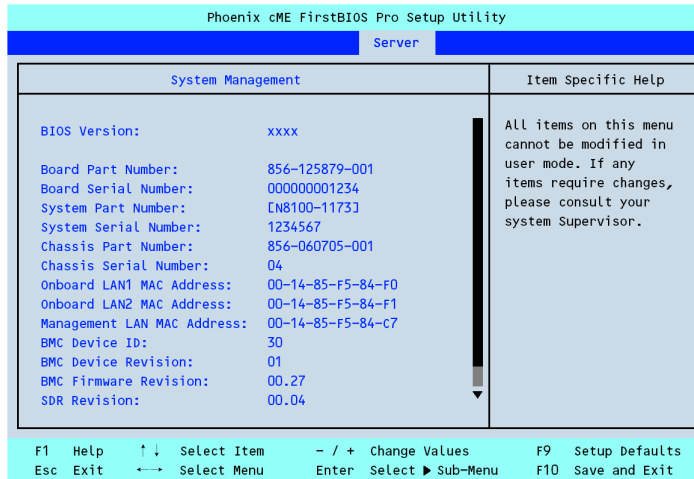 Phoenix cME FirstBIOS Pro Setup Utility
Server
System Management
Item Specific Help
BIOS Version: xxxx
Board Part Number: 856-125879-001
Board Serial Number: 000000001234
System Part Number: [N8100-1173]
System Serial Number: 1234567
Chassis Part Number: 856-060705-001
Chassis Serial Number: 04
Onboard LAN1 MAC Address: 00-14-85-F5-84-F0
Onboard LAN2 MAC Address: 00-14-85-F5-84-F1
Management LAN MAC Address: 00-14-85-F5-84-C7
BMC Device ID: 30
BMC Device Revision: 01
BMC Firmware Revision: 00.27
SDR Revision: 00.04
All items on this menu
cannot be modified in
user mode. If any
items require changes,
please consult your
system Supervisor.
F1 Help ↑↓ Select Item - / + Change Values F9 Setup Defaults
Esc Exit ←→ Select Menu Enter Select ▶ Sub-Menu F10 Save and Exit